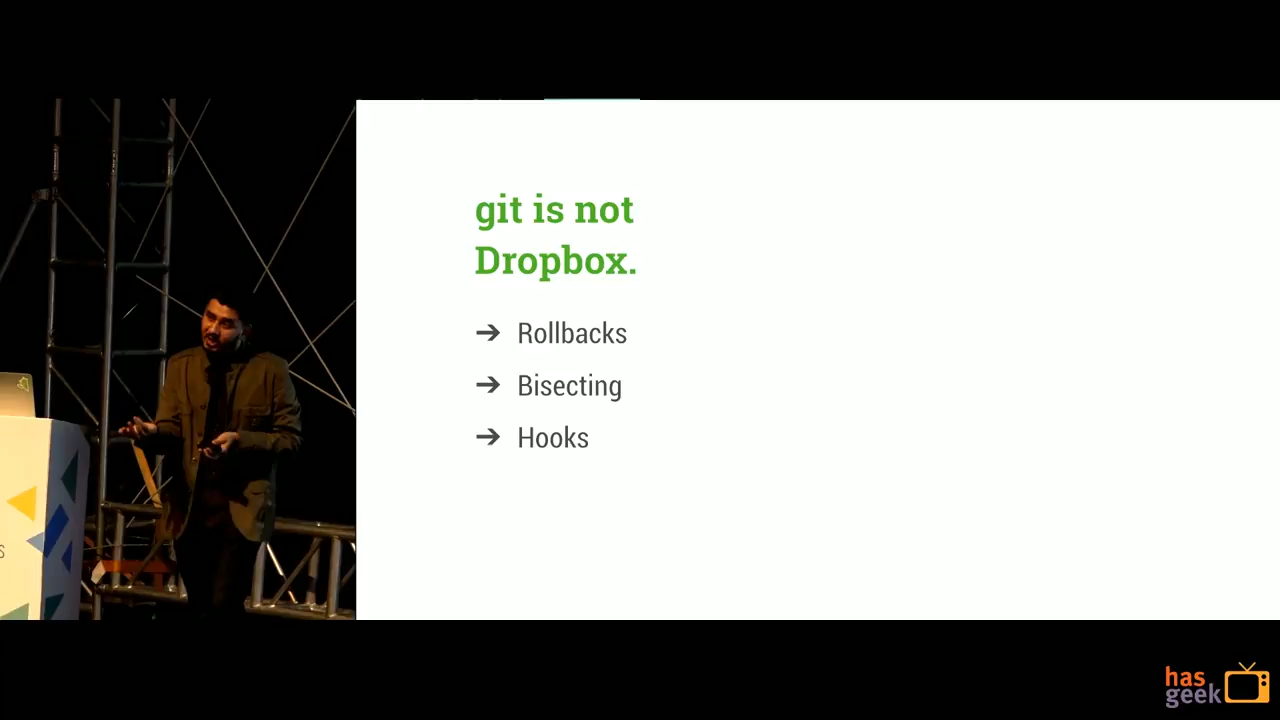 git is not
Dropbox.
➔ Rollbacks
➔ Bisecting
➔ Hooks
has
geek